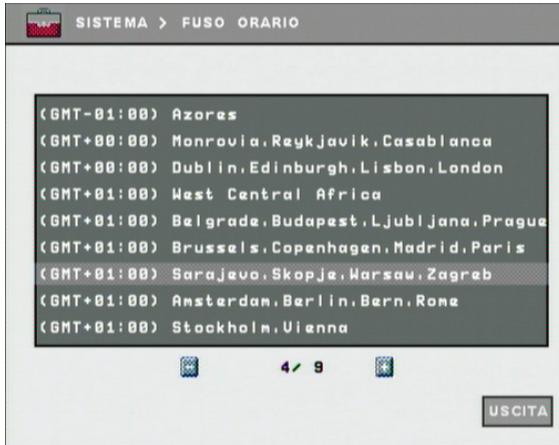 SISTEMA > FUSO ORARIO
(GMT-01:00) Azores
(GMT+00:00) Monrovia,Reykjavik,Casablanca
(GMT+00:00) Dublin,Edinburgh,Lisbon,London
(GMT+01:00) West Central Africa
(GMT+01:00) Belgrade,Budapest,Ljubljana,Prague
(GMT+01:00) Brussels,Copenhagen,Madrid,Paris
(GMT+01:00) Sarajevo,Skopje,Warsaw,Zagreb
(GMT+01:00) Amsterdam,Berlin,Bern,Rome
(GMT+01:00) Stockholm,Vienna
- 4/ 9 +
USCITA